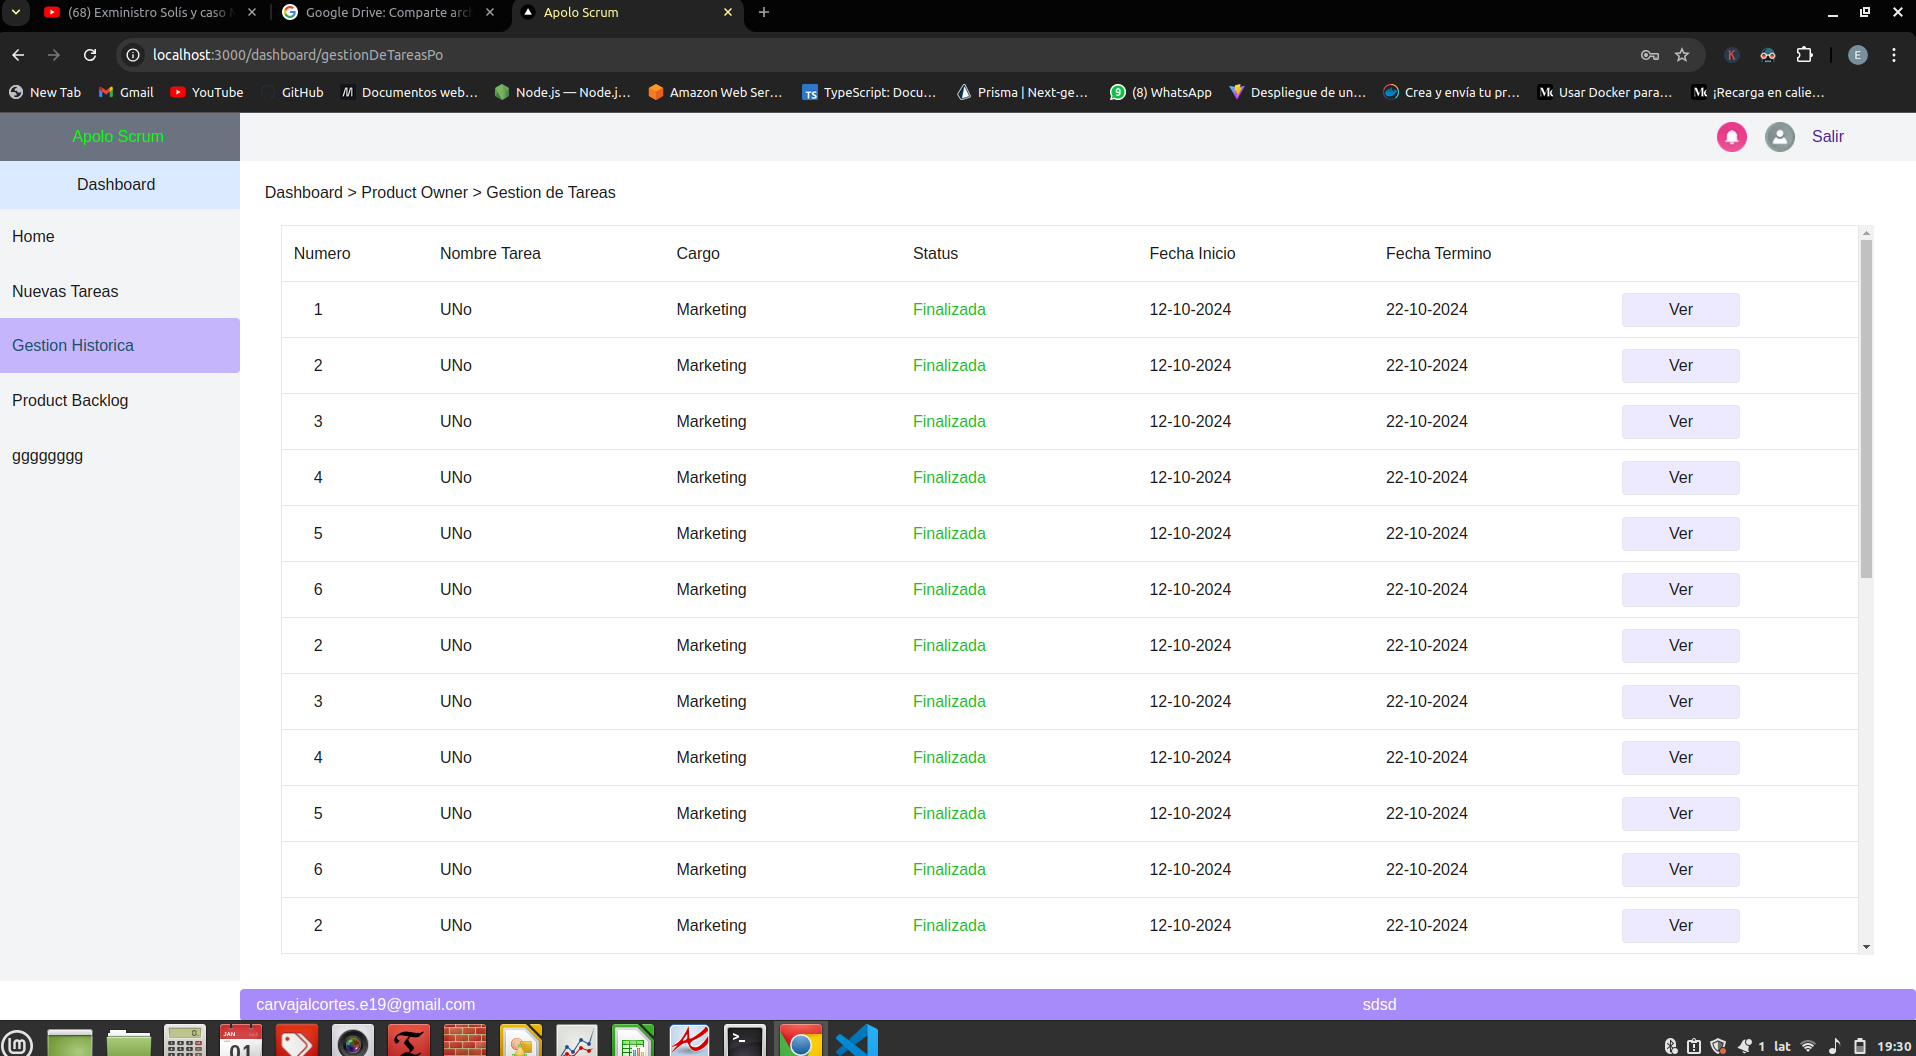 (68) Exministro Solís y caso
Google Drive: Comparte arc
Apolo Scrum
localhost:3000/dashboard/gestionDeTareasPo
K
E
New Tab
Gmail
YouTube
GitHub
Documentos web...
Node.js — Node.j...
Amazon Web Ser...
TypeScript: Docu...
Prisma | Next-ge...
(8) WhatsApp
Despliegue de un...
Crea y envía tu pr...
Usar Docker para...
¡Recarga en calie...
Apolo Scrum
Salir
Dashboard
Home
Nuevas Tareas
Gestion Historica
Product Backlog
gggggggg
Dashboard > Product Owner > Gestion de Tareas
Numero Nombre Tarea Cargo Status Fecha Inicio Fecha Termino
1 UNo Marketing Finalizada 12-10-2024 22-10-2024 Ver
2 UNo Marketing Finalizada 12-10-2024 22-10-2024 Ver
3 UNo Marketing Finalizada 12-10-2024 22-10-2024 Ver
4 UNo Marketing Finalizada 12-10-2024 22-10-2024 Ver
5 UNo Marketing Finalizada 12-10-2024 22-10-2024 Ver
6 UNo Marketing Finalizada 12-10-2024 22-10-2024 Ver
2 UNo Marketing Finalizada 12-10-2024 22-10-2024 Ver
3 UNo Marketing Finalizada 12-10-2024 22-10-2024 Ver
4 UNo Marketing Finalizada 12-10-2024 22-10-2024 Ver
5 UNo Marketing Finalizada 12-10-2024 22-10-2024 Ver
6 UNo Marketing Finalizada 12-10-2024 22-10-2024 Ver
2 UNo Marketing Finalizada 12-10-2024 22-10-2024 Ver
carvajalcortes.e19@gmail.com
sdsd
JAN
01
1 lat 19:30